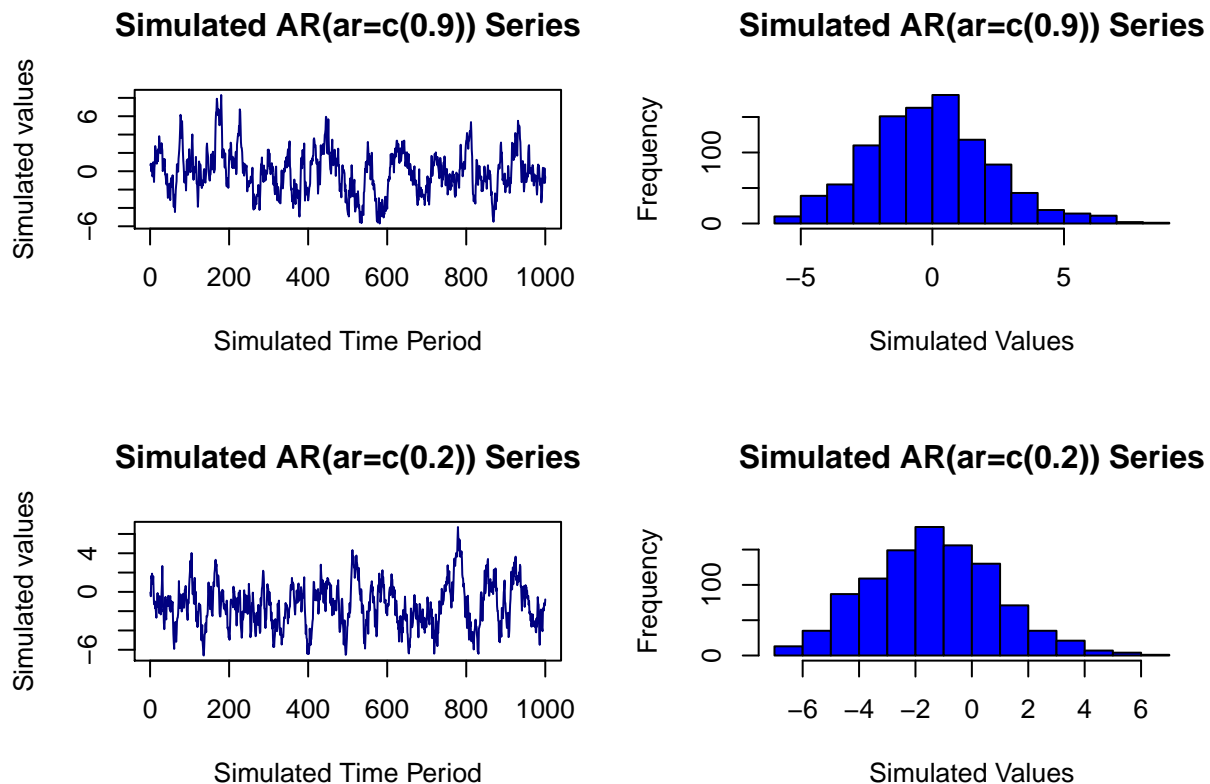 Simulated AR(ar=c(0.9)) Series
Simulated values
6
0
−6
0 200 400 600 800 1000
Simulated Time Period
Simulated AR(ar=c(0.9)) Series
Frequency
100
0
−5 0 5
Simulated Values
Simulated AR(ar=c(0.2)) Series
Simulated values
4
0
−6
0 200 400 600 800 1000
Simulated Time Period
Simulated AR(ar=c(0.2)) Series
Frequency
100
0
−6 −4 −2 0 2 4 6
Simulated Values